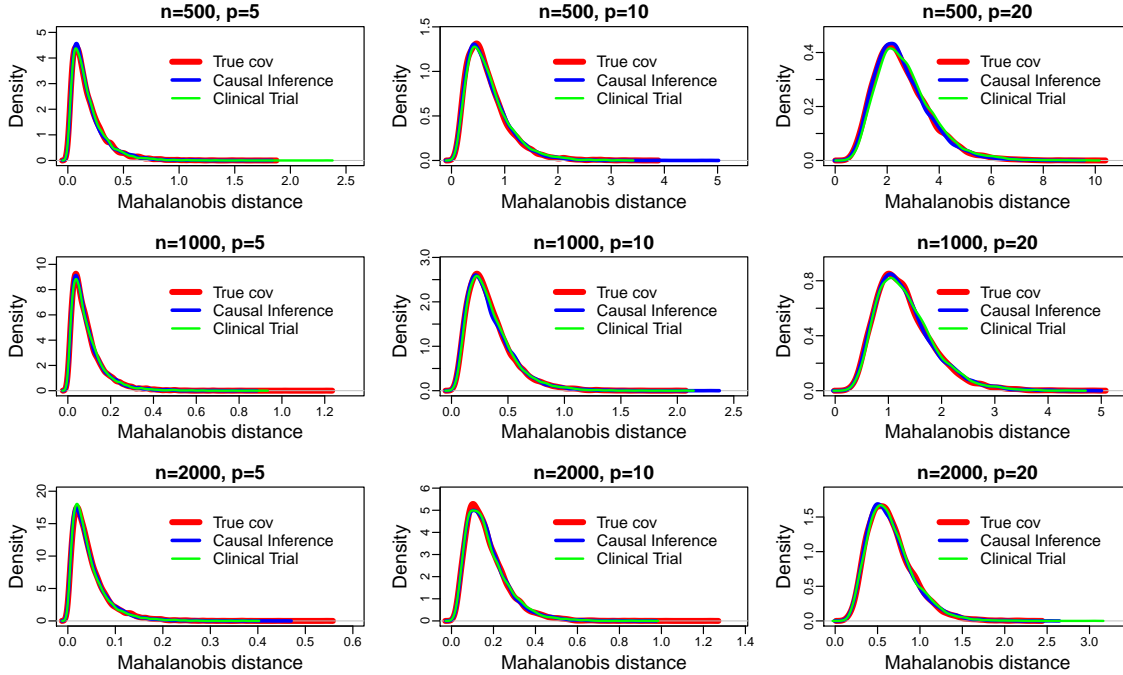 n=500, p=5
Density
0 1 2 3 4 5
True cov
Causal Inference
Clinical Trial
0.0 0.5 1.0 1.5 2.0 2.5
Mahalanobis distance
n=500, p=10
Density
0.0 0.5 1.0 1.5
True cov
Causal Inference
Clinical Trial
0 1 2 3 4 5
Mahalanobis distance
n=500, p=20
Density
0.0 0.2 0.4
True cov
Causal Inference
Clinical Trial
0 2 4 6 8 10
Mahalanobis distance
n=1000, p=5
Density
0 2 4 6 8 10
True cov
Causal Inference
Clinical Trial
0.0 0.2 0.4 0.6 0.8 1.0 1.2
Mahalanobis distance
n=1000, p=10
Density
0.0 1.0 2.0 3.0
True cov
Causal Inference
Clinical Trial
0.0 0.5 1.0 1.5 2.0 2.5
Mahalanobis distance
n=1000, p=20
Density
0.0 0.4 0.8
True cov
Causal Inference
Clinical Trial
0 1 2 3 4 5
Mahalanobis distance
n=2000, p=5
Density
0 5 10 15 20
True cov
Causal Inference
Clinical Trial
0.0 0.1 0.2 0.3 0.4 0.5 0.6
Mahalanobis distance
n=2000, p=10
Density
0 1 2 3 4 5 6
True cov
Causal Inference
Clinical Trial
0.0 0.2 0.4 0.6 0.8 1.0 1.2 1.4
Mahalanobis distance
n=2000, p=20
Density
0.0 0.5 1.0 1.5
True cov
Causal Inference
Clinical Trial
0.0 0.5 1.0 1.5 2.0 2.5 3.0
Mahalanobis distance